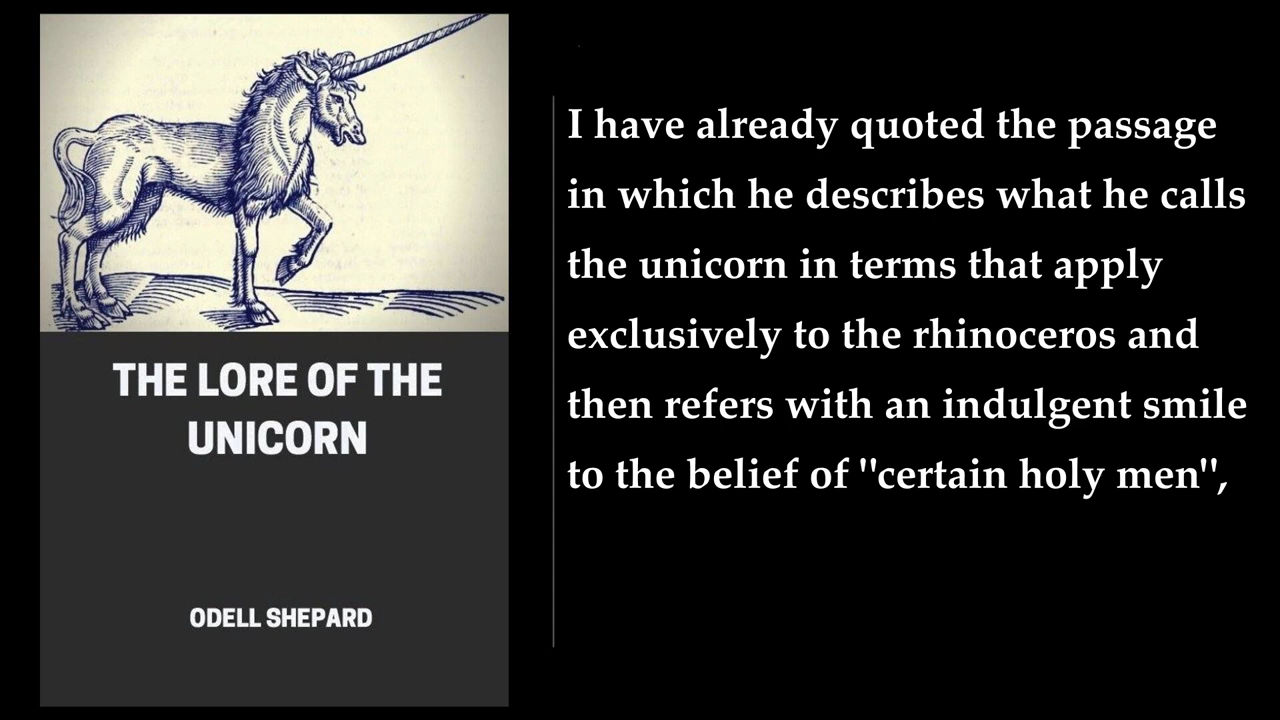 THE LORE OF THE
UNICORN
ODELL SHEPARD
I have already quoted the passage
in which he describes what he calls
the unicorn in terms that apply
exclusively to the rhinoceros and
then refers with an indulgent smile
to the belief of "certain holy men",